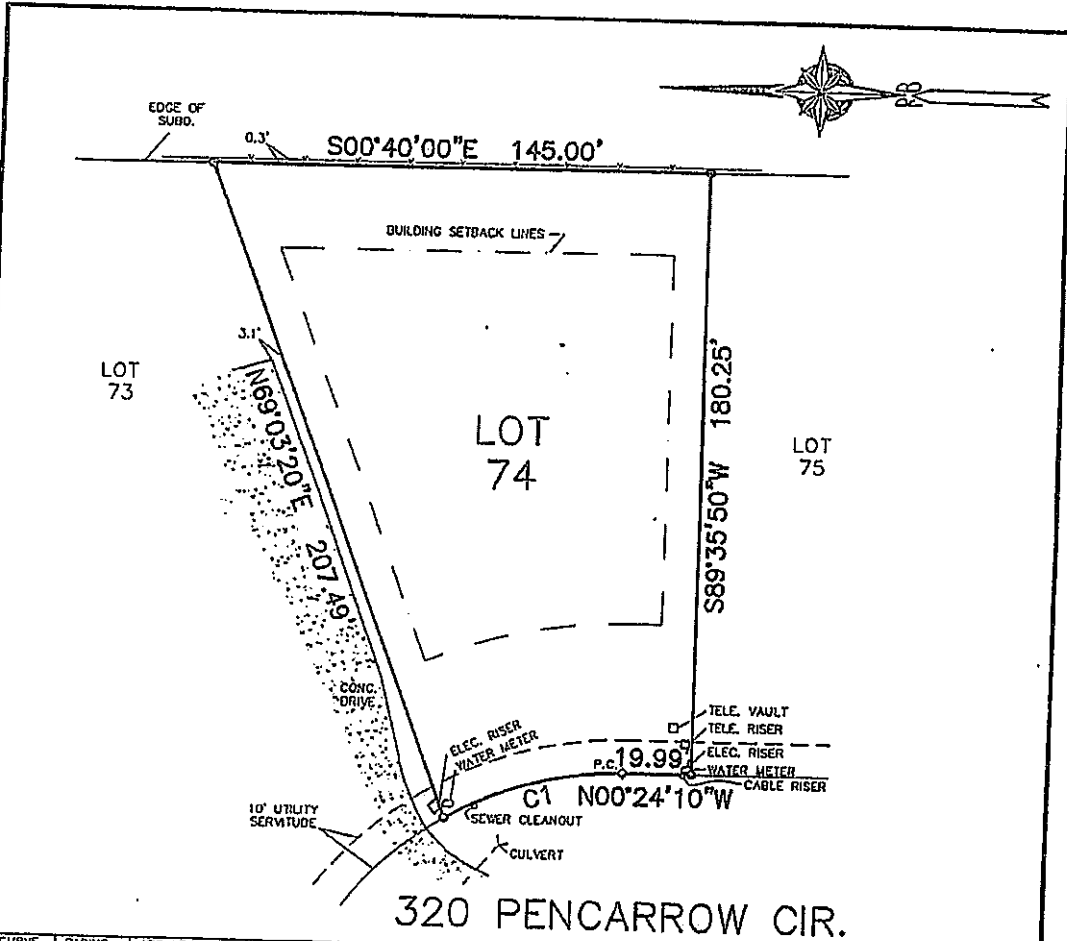 EDGE OF
SUBD.
0.3'
S00°40'00"E 145.00'
BUILDING SETBACK LINES
3.1'
LOT
73
N69°03'20"E 207.49'
LOT
74
S89°35'50"W 180.25'
LOT
75
CONC.
DRIVE
ELEC. RISER
WATER METER
TELE. VAULT
TELE. RISER
ELEC. RISER
WATER METER
CABLE RISER
P.C.
19.99'
C1
N00°24'10"W
10' UTILITY
SERVITUDE
SEWER CLEANOUT
CULVERT
320 PENCARROW CIR.